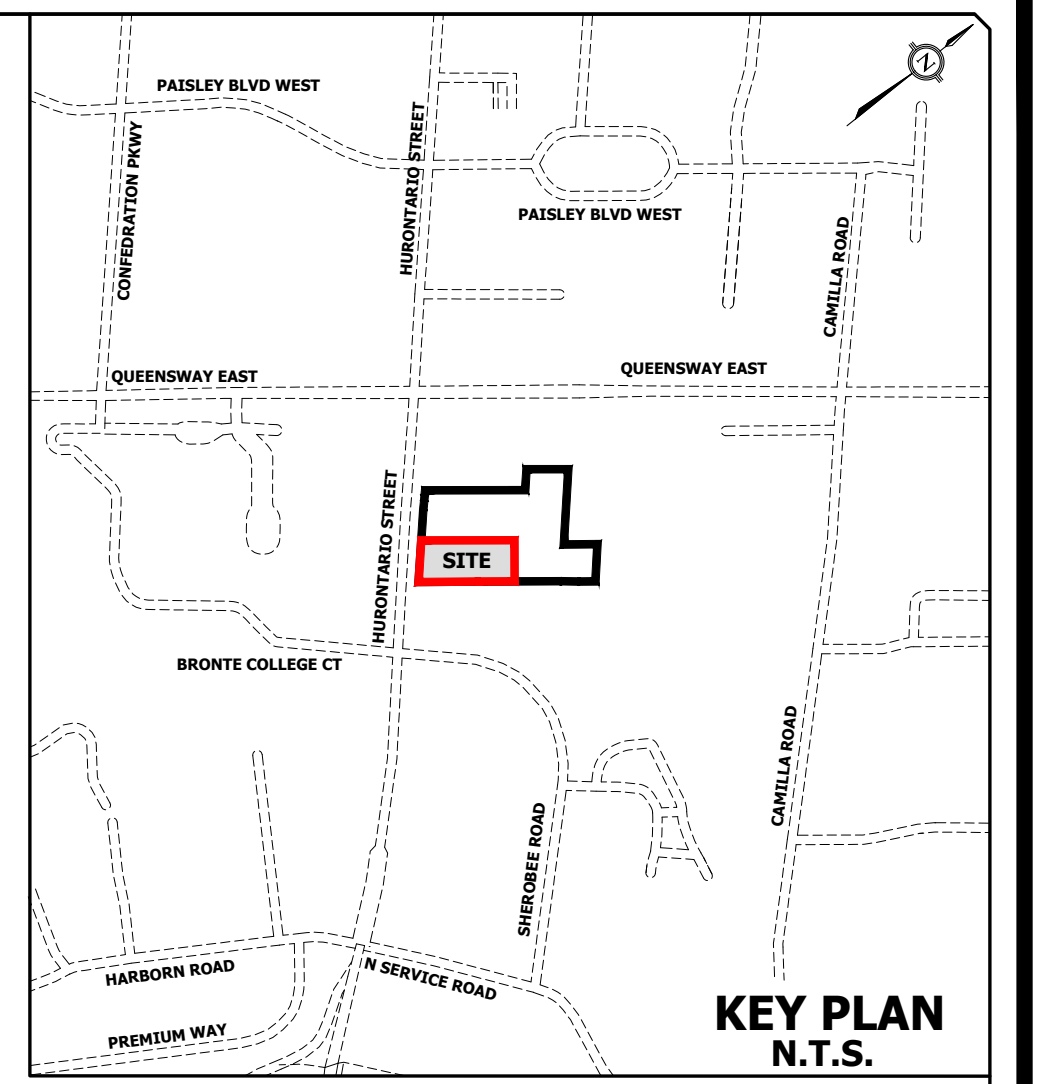 N
PAISLEY BLVD WEST
CONFEDRATION PKWY
HURONTARIO STREET
PAISLEY BLVD WEST
CAMILLA ROAD
QUEENSWAY EAST
QUEENSWAY EAST
HURONTARIO STREET
SITE
BRONTE COLLEGE CT
CAMILLA ROAD
SHEROBEE ROAD
HARBORN ROAD
N SERVICE ROAD
PREMIUM WAY
KEY PLAN
N.T.S.